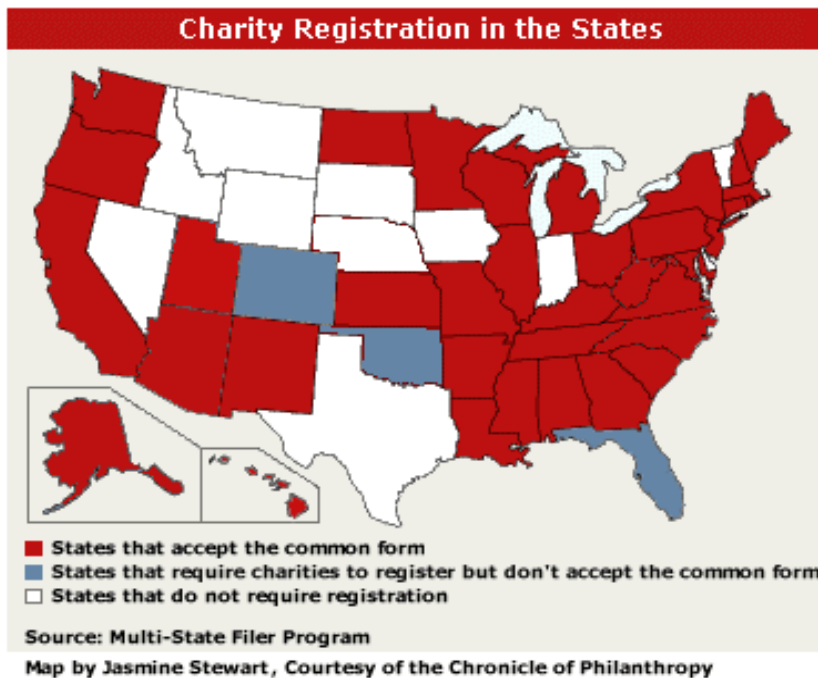 Charity Registration in the States
States that accept the common form
States that require charities to register but don't accept the common form
States that do not require registration
Source: Multi-State Filer Program
Map by Jasmine Stewart, Courtesy of the Chronicle of Philanthropy